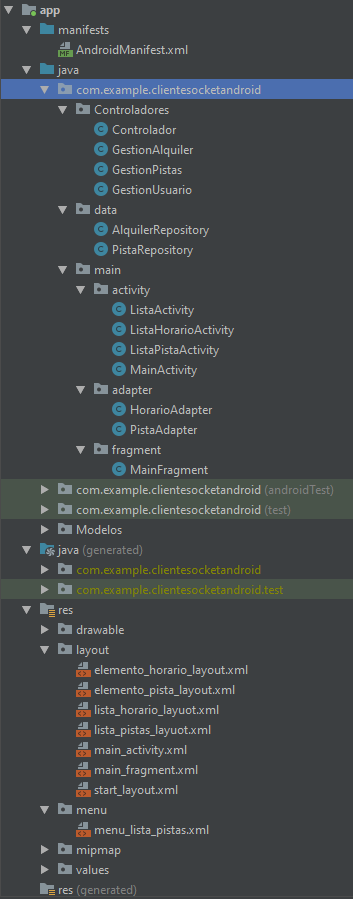 app
manifests
AndroidManifest.xml
java
com.example.clientesocketandroid
Controladores
Controlador
GestionAlquiler
GestionPistas
GestionUsuario
data
AlquilerRepository
PistaRepository
main
activity
ListaActivity
ListaHorarioActivity
ListaPistaActivity
MainActivity
adapter
HorarioAdapter
PistaAdapter
fragment
MainFragment
com.example.clientesocketandroid (androidTest)
com.example.clientesocketandroid (test)
Modelos
java (generated)
com.example.clientesocketandroid
com.example.clientesocketandroid.test
res
drawable
layout
elemento_horario_layout.xml
elemento_pista_layout.xml
lista_horario_layuot.xml
lista_pistas_layuot.xml
main_activity.xml
main_fragment.xml
start_layout.xml
menu
menu_lista_pistas.xml
mipmap
values
res (generated)